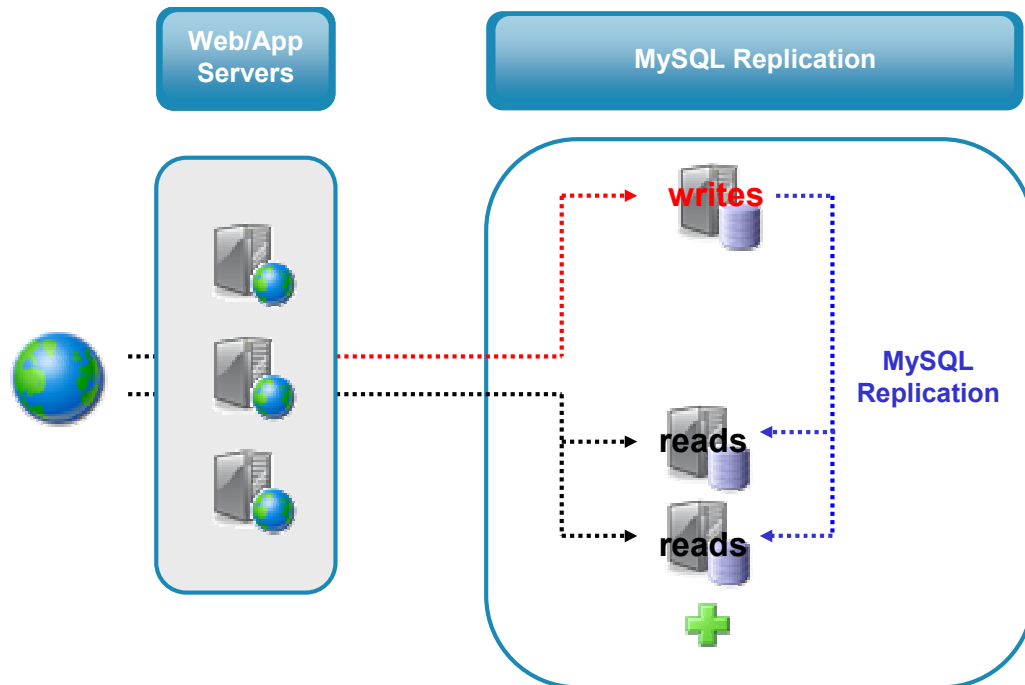 Web/App
Servers
MySQL Replication
writes
MySQL
Replication
reads
reads